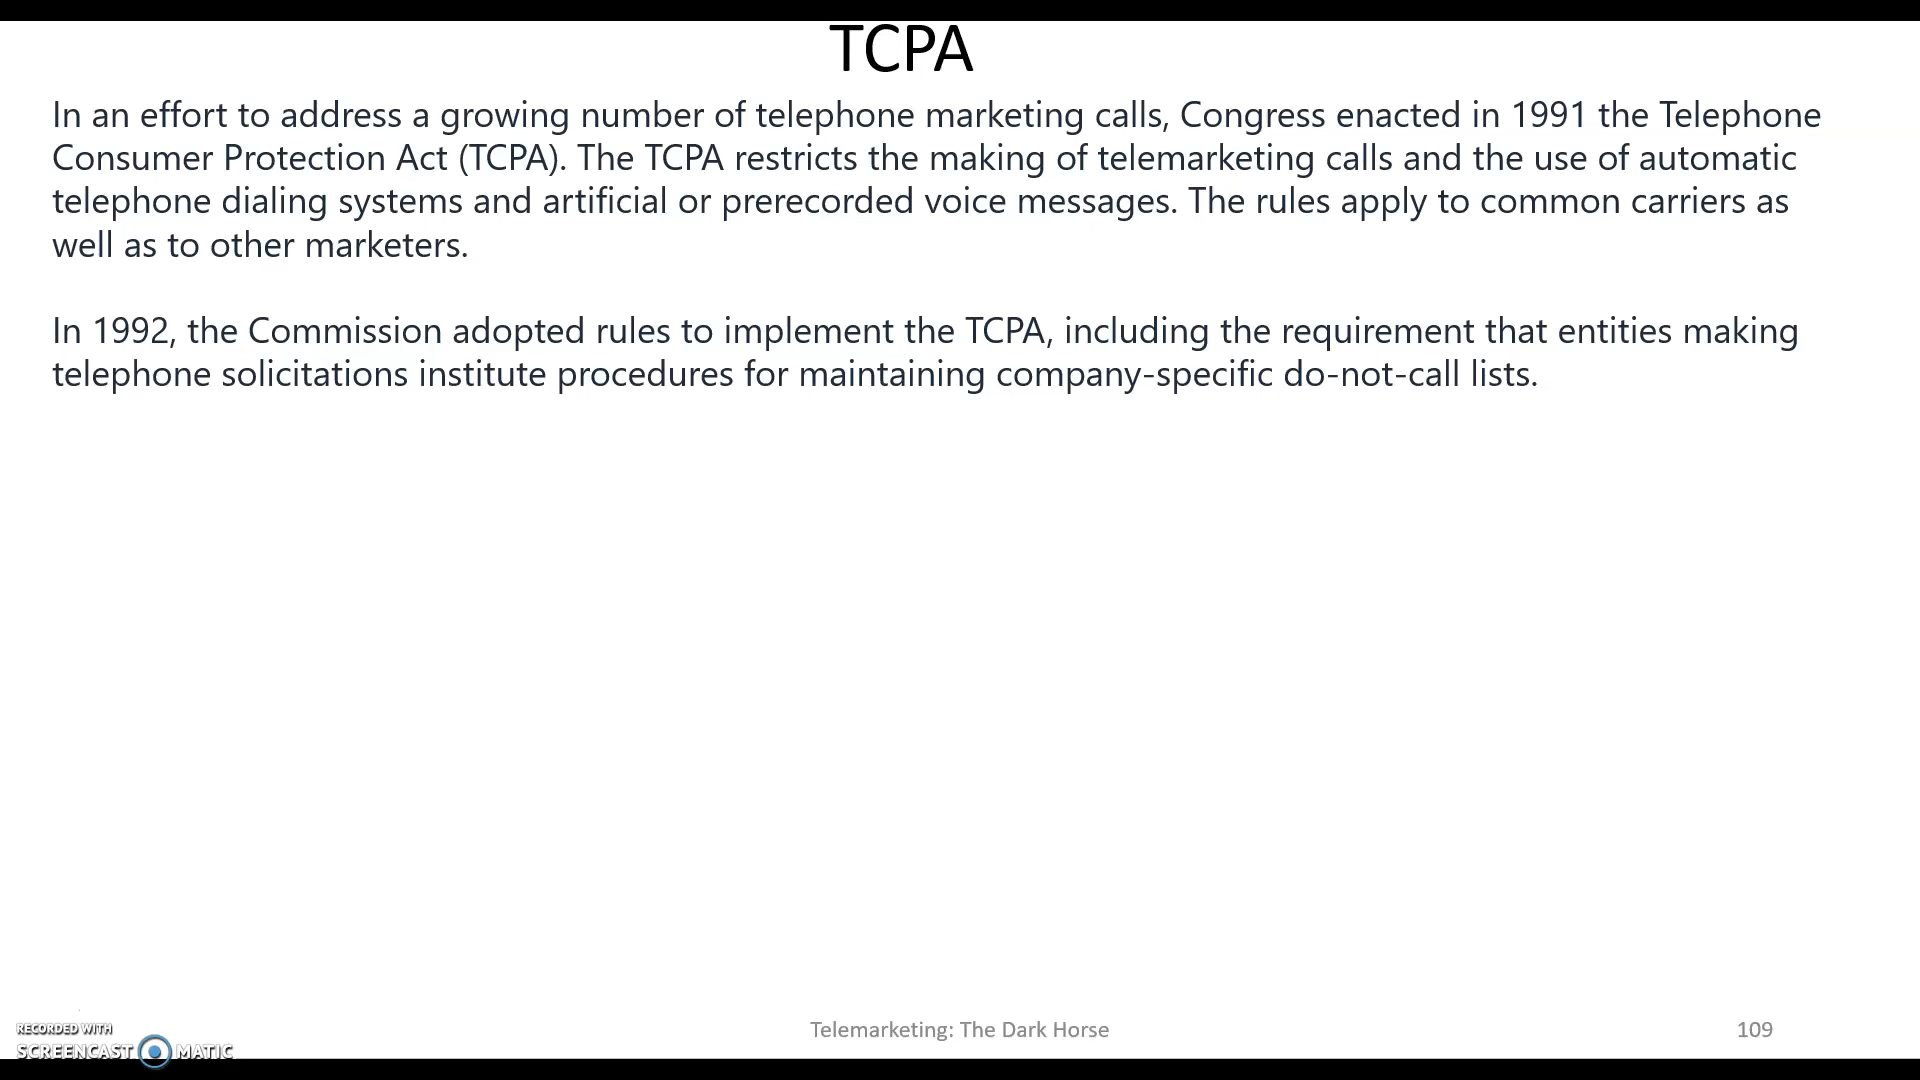 TCPA
In an effort to address a growing number of telephone marketing calls, Congress enacted in 1991 the Telephone
Consumer Protection Act (TCPA). The TCPA restricts the making of telemarketing calls and the use of automatic
telephone dialing systems and artificial or prerecorded voice messages. The rules apply to common carriers as
well as to other marketers.
In 1992, the Commission adopted rules to implement the TCPA, including the requirement that entities making
telephone solicitations institute procedures for maintaining company-specific do-not-call lists.
RECORDED WITH
SCREENCAST MATIC
Telemarketing: The Dark Horse
109